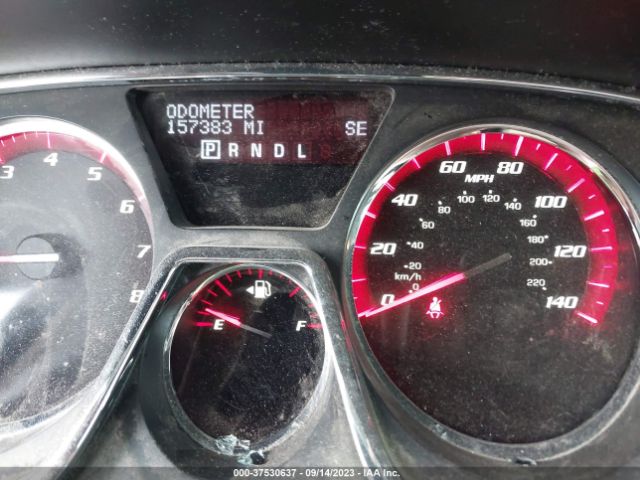 ODOMETER
157383 MI SE
P R N D L
3 4 5 6 7 8
0 20 40 60 80 100 120 140
MPH
0 20 40 60 80 100 120 140 160 180 200 220
km/h
E F
000-37530637 - 09/14/2023 - IAA Inc.